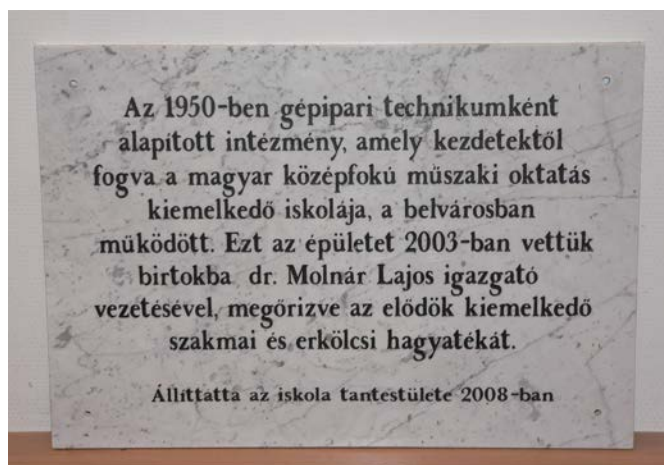 Az 1950-ben gépipari technikumként
alapított intézmény, amely kezdetektől
fogva a magyar középfokú műszaki oktatás
kiemelkedő iskolája, a belvárosban
működött. Ezt az épületet 2003-ban vettük
birtokba dr. Molnár Lajos igazgató
vezetésével, megőrizve az elődök kiemelkedő
szakmai és erkölcsi hagyatékát.
Állíttatta az iskola tantestülete 2008-ban